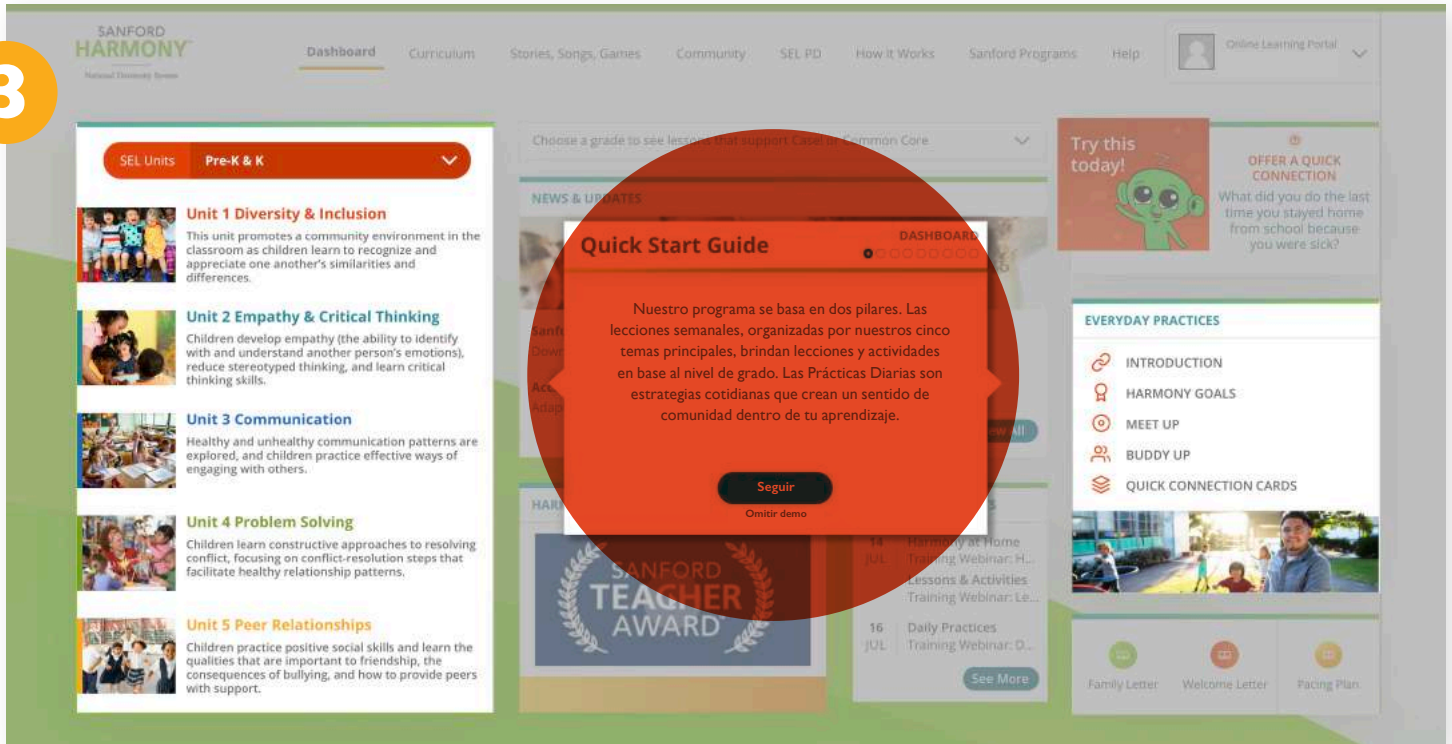 3
SANFORD
HARMONY
National University System
Dashboard
Curriculum
Stories, Songs, Games
Community
SEL PD
How it Works
Sanford Programs
Help
Online Learning Portal
SEL Units Pre-K & K
Unit 1 Diversity & Inclusion
This unit promotes a community environment in the
classroom as children learn to recognize and
appreciate one another's similarities and
differences.
Unit 2 Empathy & Critical Thinking
Children develop empathy (the ability to identify
with and understand another person's emotions),
reduce stereotyped thinking, and learn critical
thinking skills.
Unit 3 Communication
Healthy and unhealthy communication patterns are
explored, and children practice effective ways of
engaging with others.
Unit 4 Problem Solving
Children learn constructive approaches to resolving
conflict, focusing on conflict-resolution steps that
facilitate healthy relationship patterns.
Unit 5 Peer Relationships
Children practice positive social skills and learn the
qualities that are important to friendship, the
consequences of bullying, and how to provide peers
with support.
Choose a grade to see lessons that support Casel or Common Core
NEWS & UPDATES
Quick Start Guide
DASHBOARD
Nuestro programa se basa en dos pilares. Las
lecciones semanales, organizadas por nuestros cinco
temas principales, brindan lecciones y actividades
en base al nivel de grado. Las Prácticas Diarias son
estrategias cotidianas que crean un sentido de
comunidad dentro de tu aprendizaje.
Seguir
Omitir demo
SANFORD
TEACHER
AWARD
14 Harmony at Home
JUL Training Webinar: H...
Lessons & Activities
Training Webinar: Le...
16 Daily Practices
JUL Training Webinar: D...
See More
Try this
today!
OFFER A QUICK
CONNECTION
What did you do the last
time you stayed home
from school because
you were sick?
EVERYDAY PRACTICES
INTRODUCTION
HARMONY GOALS
MEET UP
BUDDY UP
QUICK CONNECTION CARDS
Family Letter
Welcome Letter
Pacing Plan